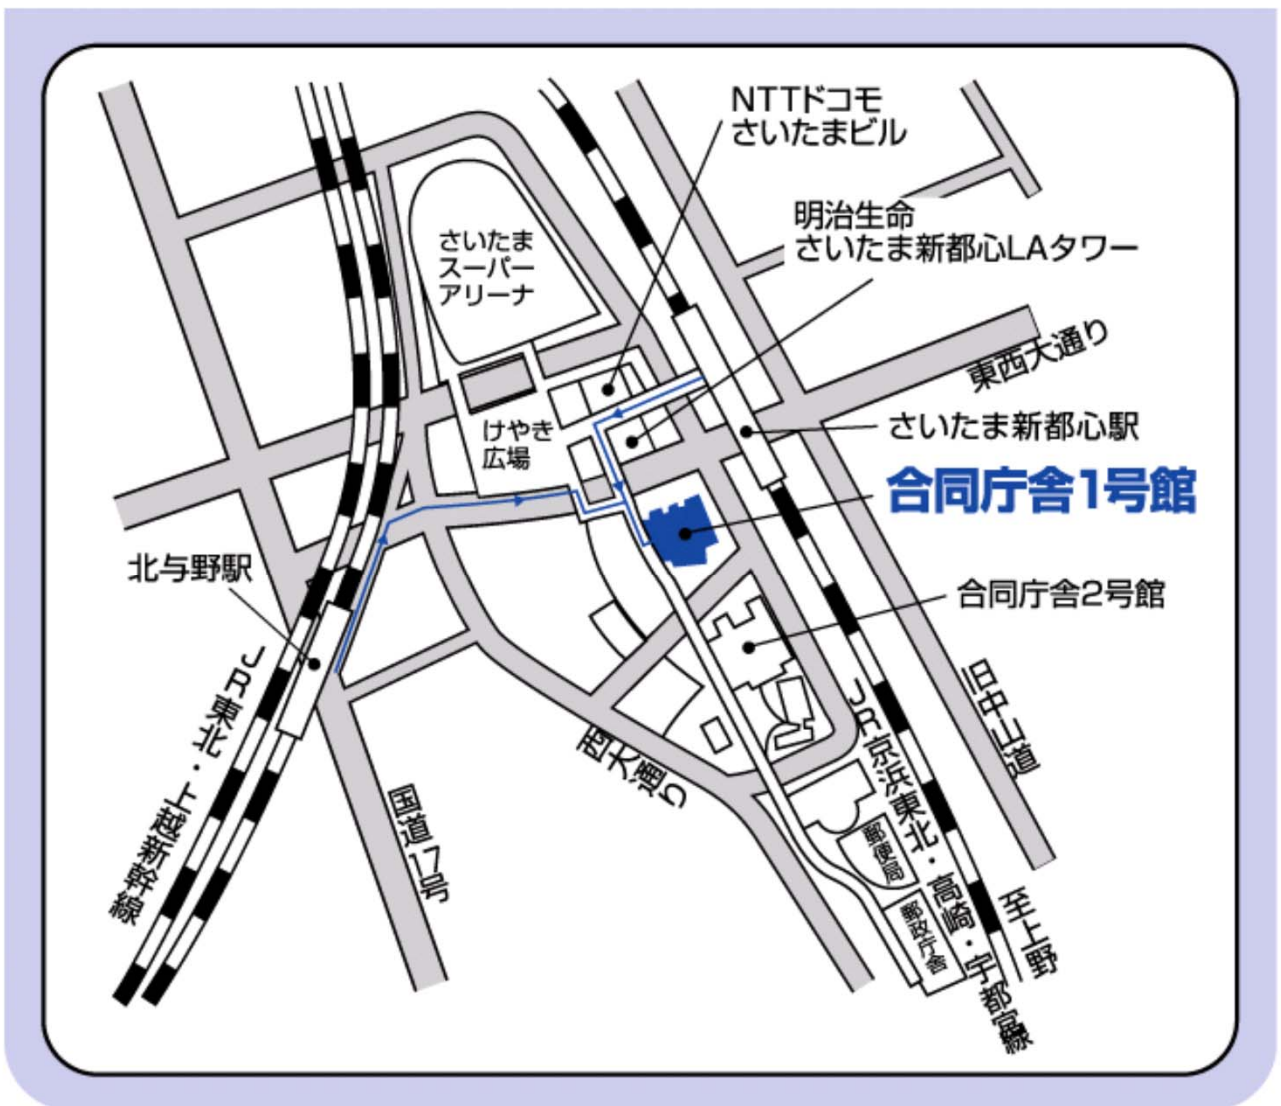 NTTドコモ
さいたまビル
明治生命
さいたま新都心LAタワー
さいたま
スーパー
アリーナ
東西大通り
けやき
広場
さいたま新都心駅
合同庁舎1号館
北与野駅
合同庁舎2号館
JR東北・上越新幹線
国道17号
西大通り
JR京浜東北・高崎・宇都宮線
旧中山道
郵便局
郵政庁舎
至上野